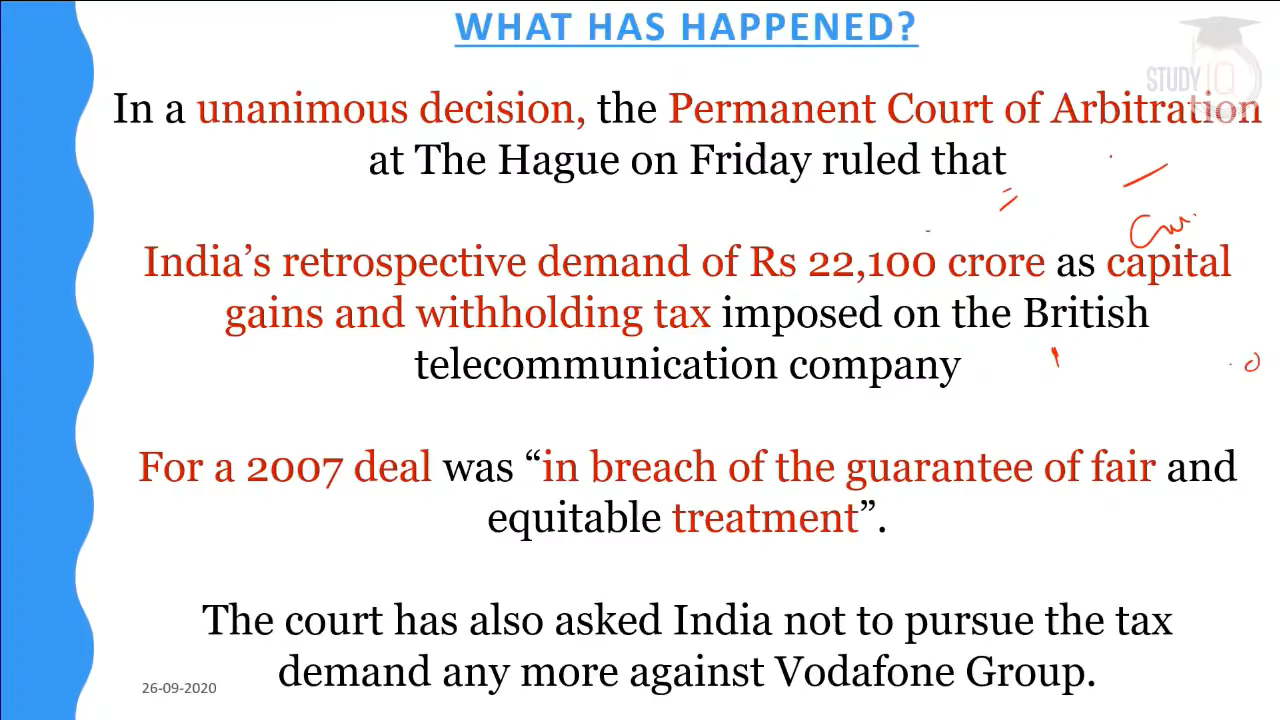 WHAT HAS HAPPENED?
STUDY IQ
In a unanimous decision, the Permanent Court of Arbitration
at The Hague on Friday ruled that
India's retrospective demand of Rs 22,100 crore as capital
gains and withholding tax imposed on the British
telecommunication company
For a 2007 deal was “in breach of the guarantee of fair and
equitable treatment”.
The court has also asked India not to pursue the tax
demand any more against Vodafone Group.
26-09-2020